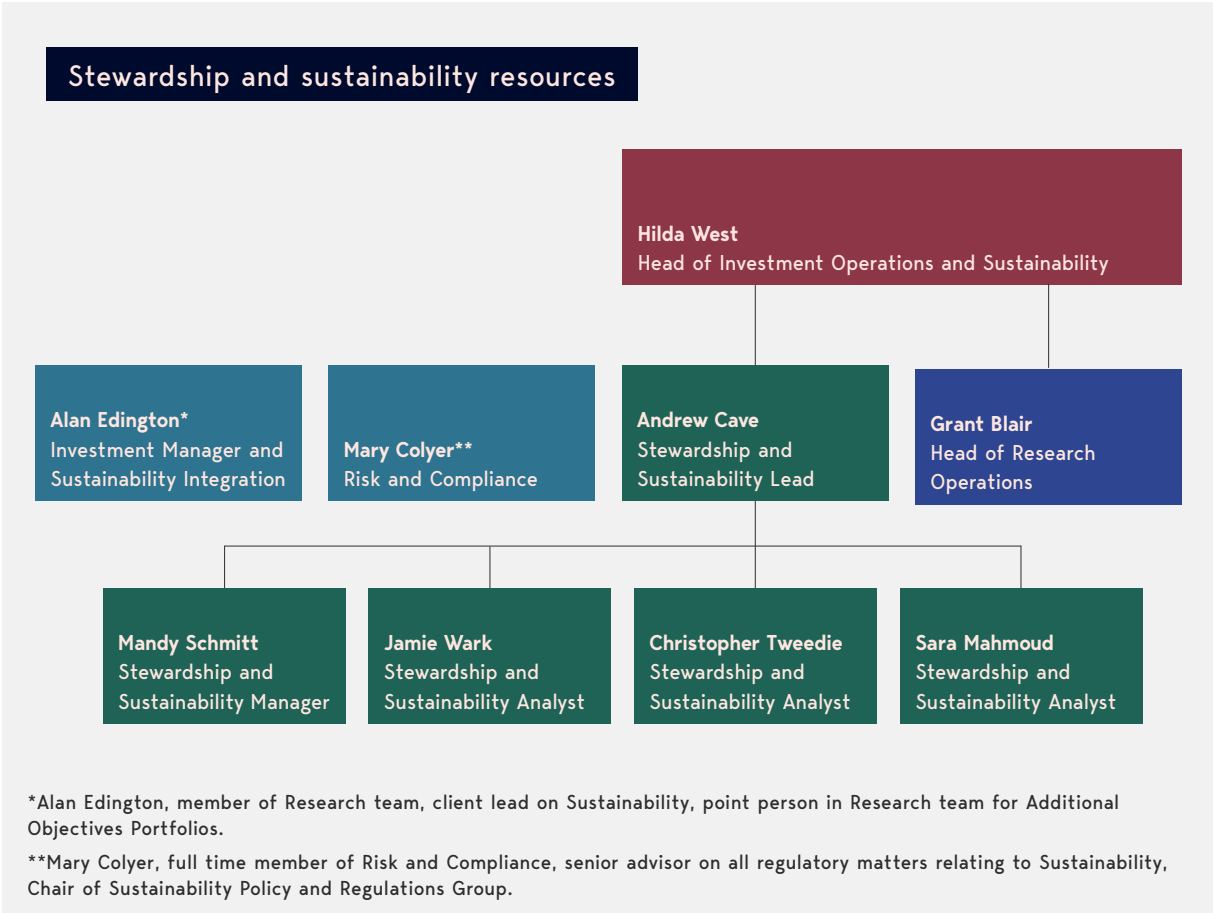 Stewardship and sustainability resources
Hilda West
Head of Investment Operations and Sustainability
Alan Edington*
Investment Manager and
Sustainability Integration
Mary Colyer**
Risk and Compliance
Andrew Cave
Stewardship and
Sustainability Lead
Grant Blair
Head of Research
Operations
Mandy Schmitt
Stewardship and
Sustainability Manager
Jamie Wark
Stewardship and
Sustainability Analyst
Christopher Tweedie
Stewardship and
Sustainability Analyst
Sara Mahmoud
Stewardship and
Sustainability Analyst
*Alan Edington, member of Research team, client lead on Sustainability, point person in Research team for Additional
Objectives Portfolios.
**Mary Colyer, full time member of Risk and Compliance, senior advisor on all regulatory matters relating to Sustainability,
Chair of Sustainability Policy and Regulations Group.